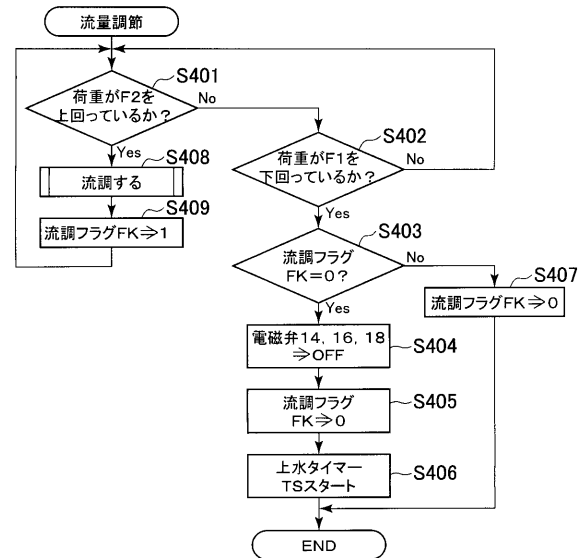 流量調節
S401
荷重がF2を
上回っているか?
No
Yes
S408
流調する
S409
流調フラグFK⇒1
S402
荷重がF1を
下回っているか?
No
Yes
S403
流調フラグ
FK=0?
No
Yes
S407
流調フラグFK⇒0
電磁弁14, 16, 18
⇒OFF
S404
流調フラグ
FK⇒0
S405
上水タイマー
TSスタート
S406
END